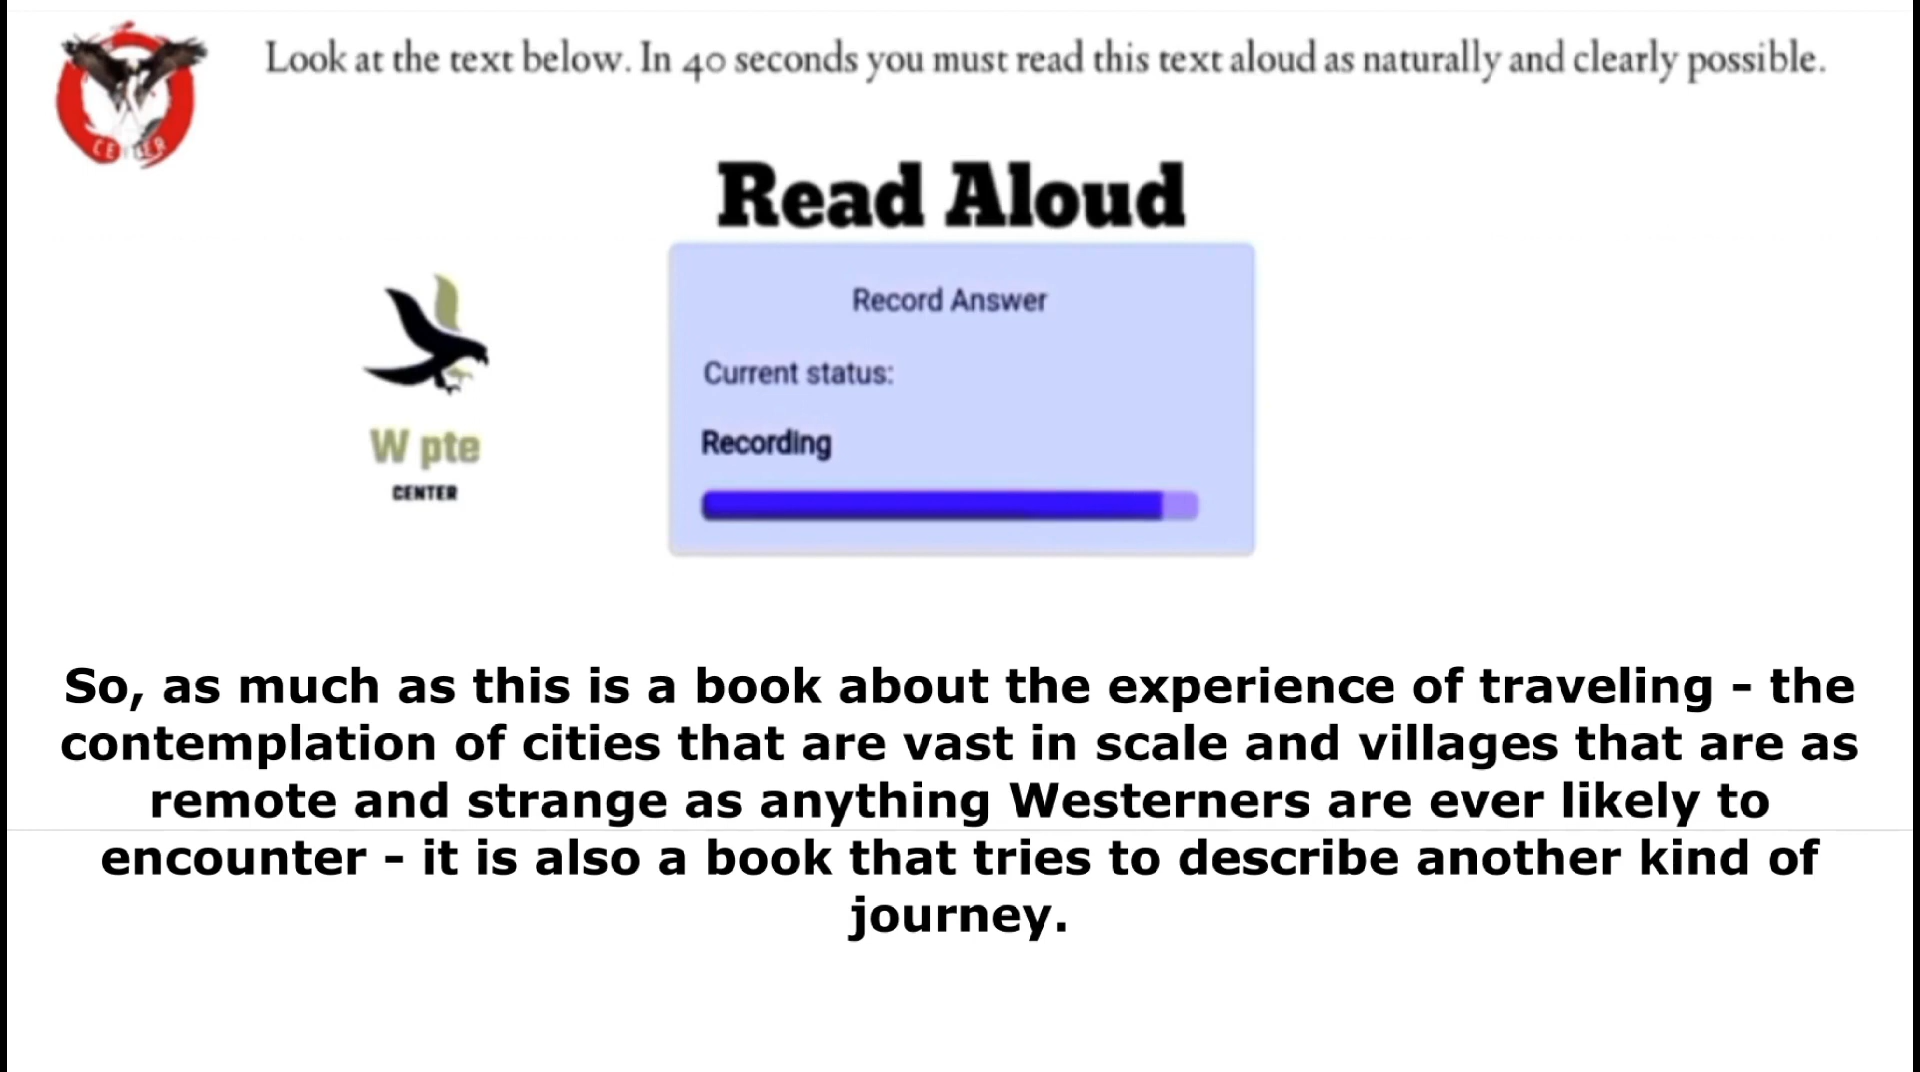 Look at the text below. In 40 seconds you must read this text aloud as naturally and clearly possible.
CENTER
Read Aloud
Record Answer
Current status:
Recording
W pte
CENTER
So, as much as this is a book about the experience of traveling - the
contemplation of cities that are vast in scale and villages that are as
remote and strange as anything Westerners are ever likely to
encounter - it is also a book that tries to describe another kind of
journey.